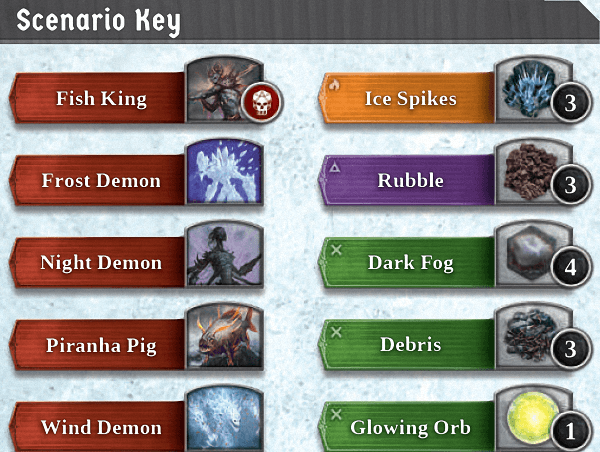 Scenario Key
Fish King
Ice Spikes
3
Frost Demon
Rubble
3
Night Demon
Dark Fog
4
Piranha Pig
Debris
3
Wind Demon
Glowing Orb
1